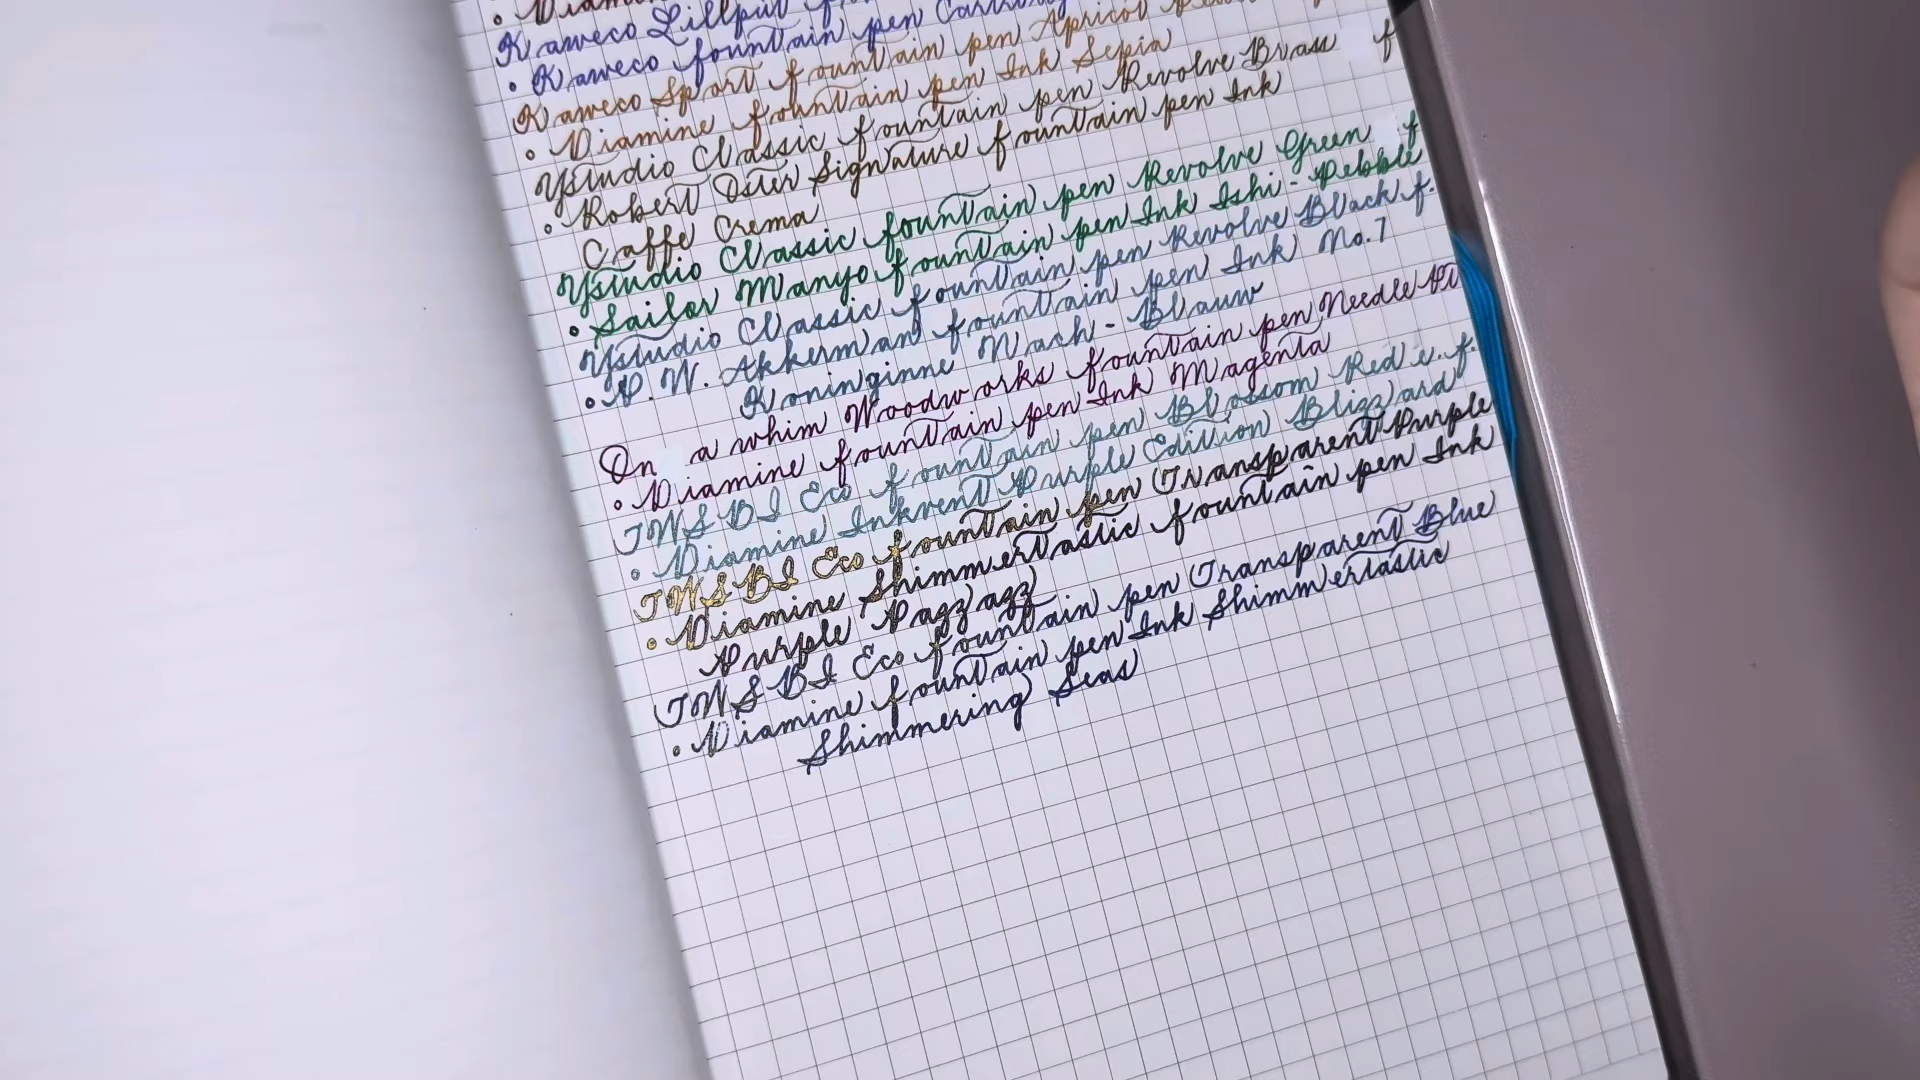 Kaweco Lillput
• Kaweco fountain pen
Kaweco Sport fountain pen Apricot
• Diamine fountain pen Ink Sepia
Ystudio Classic fountain pen Revolve Brass f
• Robert Oster Signature fountain pen Ink
Caffe Crema
Ystudio Classic fountain pen Revolve Green f
• Sailor Manyo fountain pen Ink Ishi-Pebble
Ystudio Classic fountain pen Revolve Black f.
• P. W. Akkerman fountain pen Ink No.7
Koninginne Nach-Blauw
On a whim Woodworks fountain pen Needle
• Diamine fountain pen Ink Magenta
TWSBI Eco fountain pen Blossom Red e.f.
• Diamine Inkvent Purple Edition Blizzard
TWSBI Eco fountain pen Transparent Purple
• Diamine Shimmertastic fountain pen Ink
Purple Pazzazz
TWSBI Eco fountain pen Transparent Blue
• Diamine fountain pen Ink Shimmertastic
Shimmering Seas